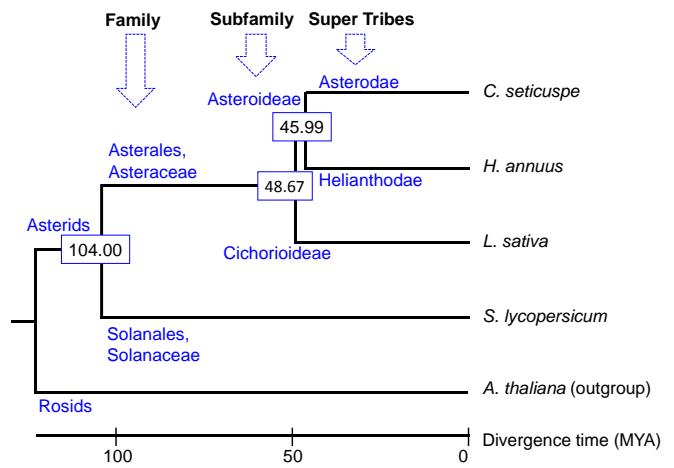 Family
Subfamily
Super Tribes
Asterodae
C. seticuspe
Asteroideae
45.99
Asterales,
Asteraceae
H. annuus
Helianthodae
48.67
Asterids
L. sativa
104.00
Cichorioideae
S. lycopersicum
Solanales,
Solanaceae
A. thaliana (outgroup)
Rosids
Divergence time (MYA)
100
50
0